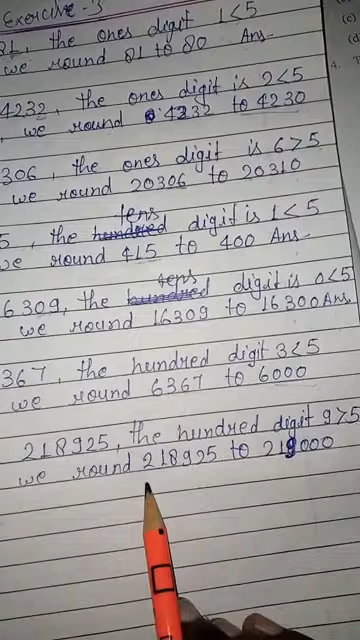 Exercise - 3
81, the ones digit 1<5
we round 81 to 80 Ans-
4232, the ones digit is 2<5
we round 4232 to 4230
306, the ones digit is 6>5
we round 20306 to 20310
tens
5, the hundred digit is 1<5
we round 415 to 400 Ans-
tens
6309, the hundred digit is 0<5
we round 16309 to 16300 Ans
367, the hundred digit 3<5
we round 6367 to 6000
218925, the hundred digit 9>5
we round 218925 to 219000
(c)
(d)
4. T